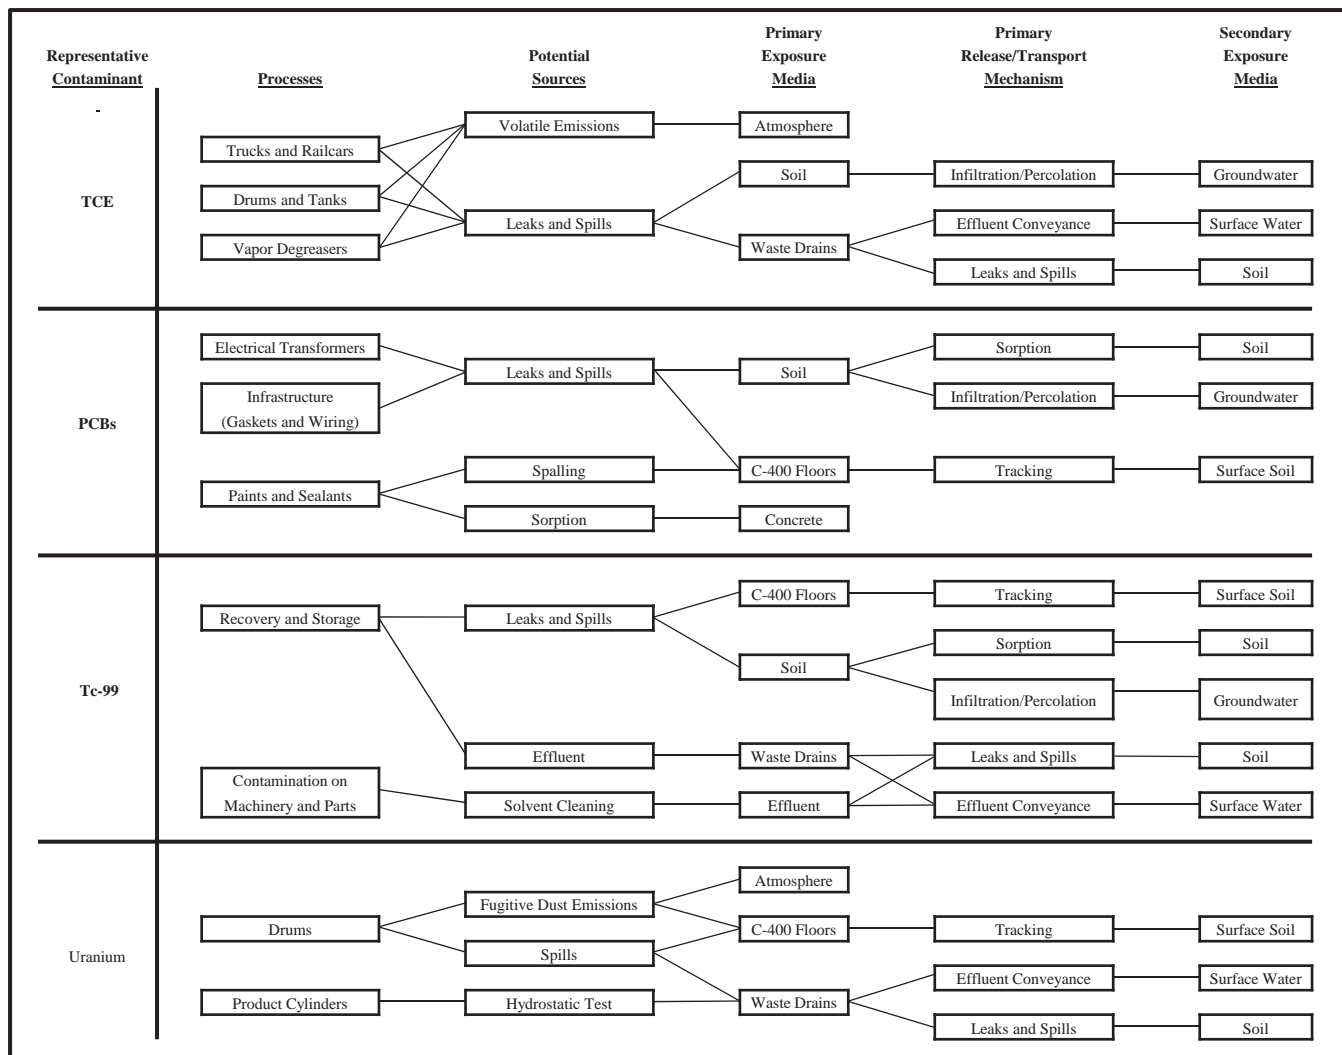 Representative
Contaminant
Processes
Potential
Sources
Primary
Exposure
Media
Primary
Release/Transport
Mechanism
Secondary
Exposure
Media
-
TCE
Trucks and Railcars
Drums and Tanks
Vapor Degreasers
Volatile Emissions
Leaks and Spills
Atmosphere
Soil
Waste Drains
Infiltration/Percolation
Effluent Conveyance
Leaks and Spills
Groundwater
Surface Water
Soil
PCBs
Electrical Transformers
Infrastructure
(Gaskets and Wiring)
Paints and Sealants
Leaks and Spills
Spalling
Sorption
Soil
C-400 Floors
Concrete
Sorption
Infiltration/Percolation
Tracking
Soil
Groundwater
Surface Soil
Tc-99
Recovery and Storage
Contamination on
Machinery and Parts
Leaks and Spills
Effluent
Solvent Cleaning
C-400 Floors
Soil
Waste Drains
Effluent
Tracking
Sorption
Infiltration/Percolation
Leaks and Spills
Effluent Conveyance
Surface Soil
Soil
Groundwater
Soil
Surface Water
Uranium
Drums
Product Cylinders
Fugitive Dust Emissions
Spills
Hydrostatic Test
Atmosphere
C-400 Floors
Waste Drains
Tracking
Effluent Conveyance
Leaks and Spills
Surface Soil
Surface Water
Soil